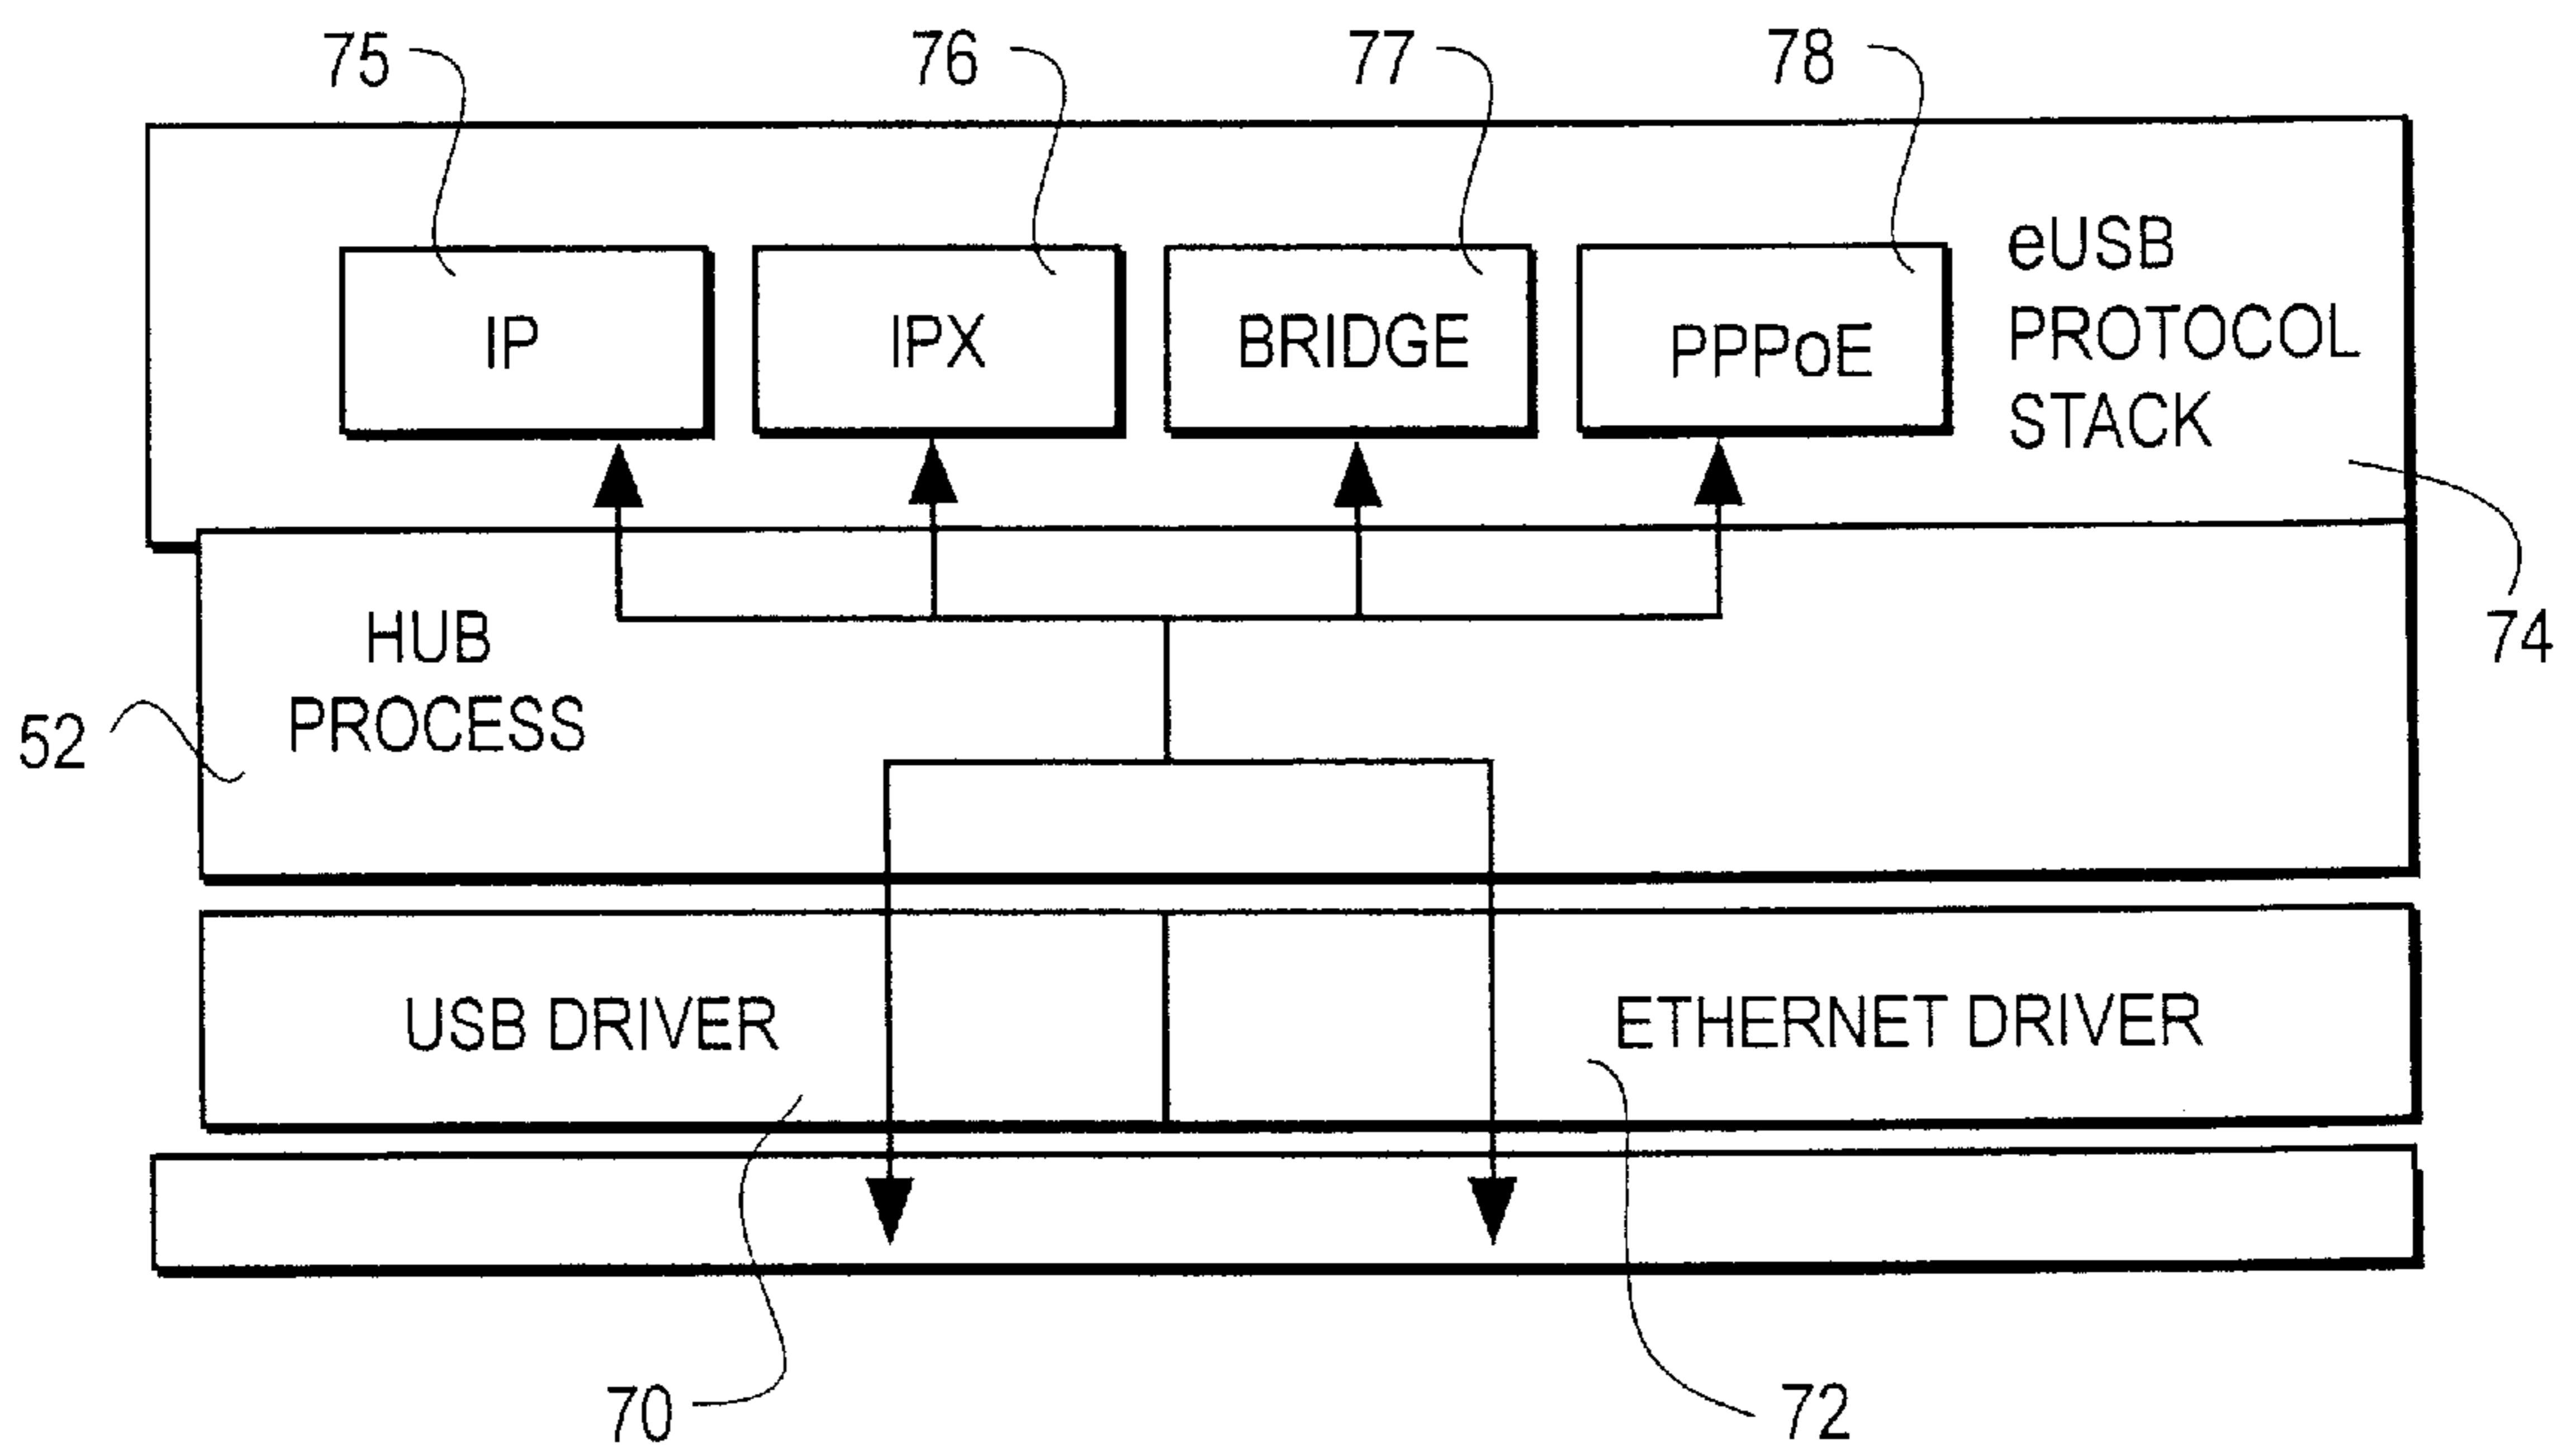 75
76
77
78
eUSB
PROTOCOL
STACK
IP
IPX
BRIDGE
PPPoE
74
HUB
PROCESS
52
USB DRIVER
ETHERNET DRIVER
70
72